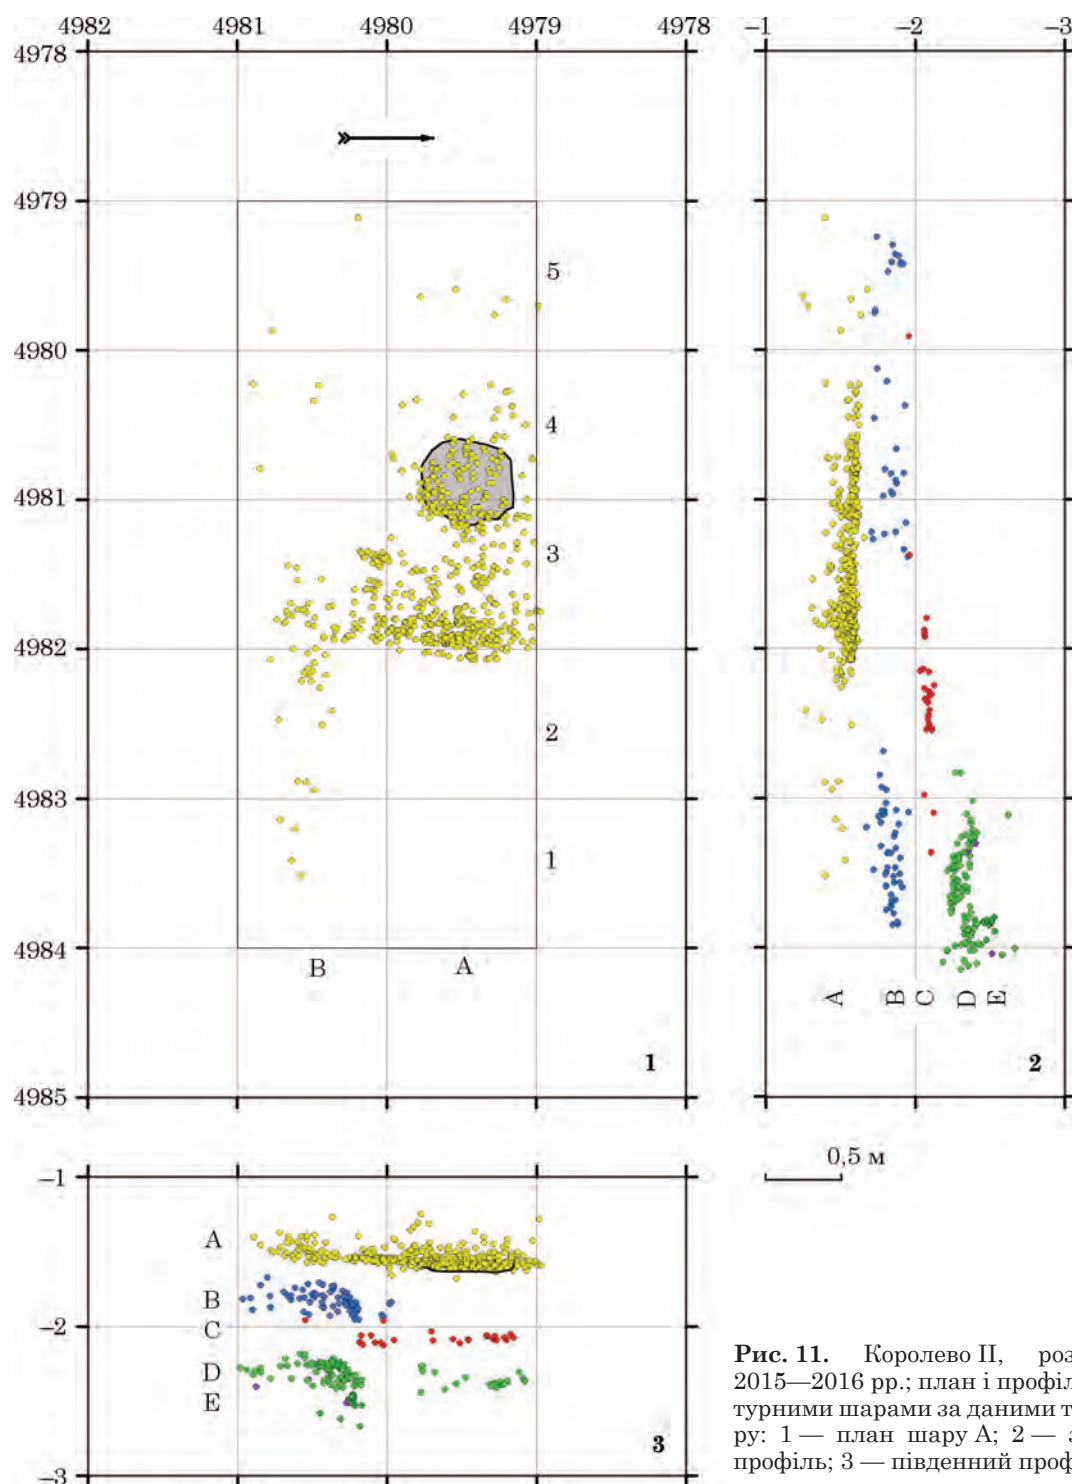 4982 4981 4980 4979 4978
–1 –2 –3
4978
4979
4980
4981
4982
4983
4984
4985
5
4
3
2
1
B A
1
A B C D E
2
0,5 м
–1
–2
–3
A
B
C
D
E
3
Рис. 11. Королево II, роз
2015—2016 рр.; план і профіл
турними шарами за даними т
ру: 1 — план шару А; 2 — з
профіль; 3 — південний проф